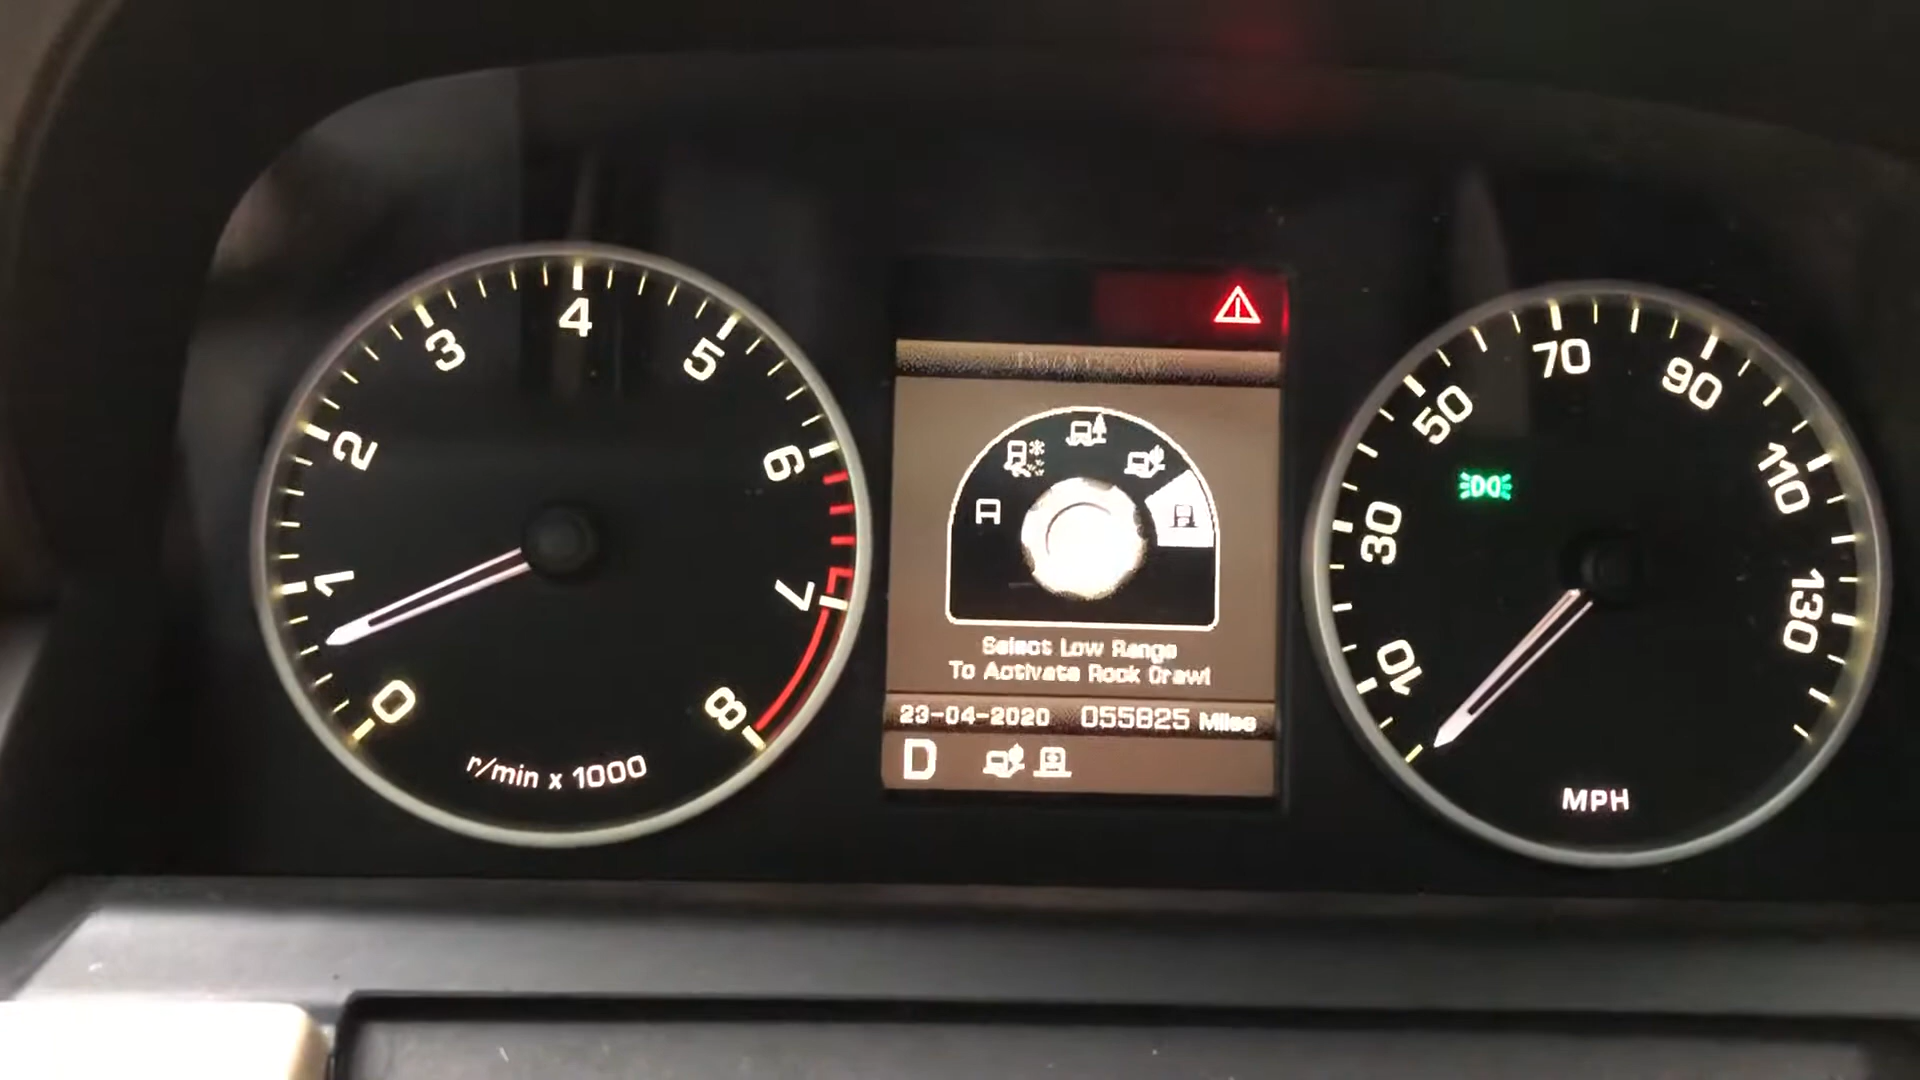 0
1
2
3
4
5
6
7
8
r/min x 1000
Select Low Range
To Activate Rock Crawl
23-04-2020 055825 Miles
D
10
30
50
70
90
110
130
MPH